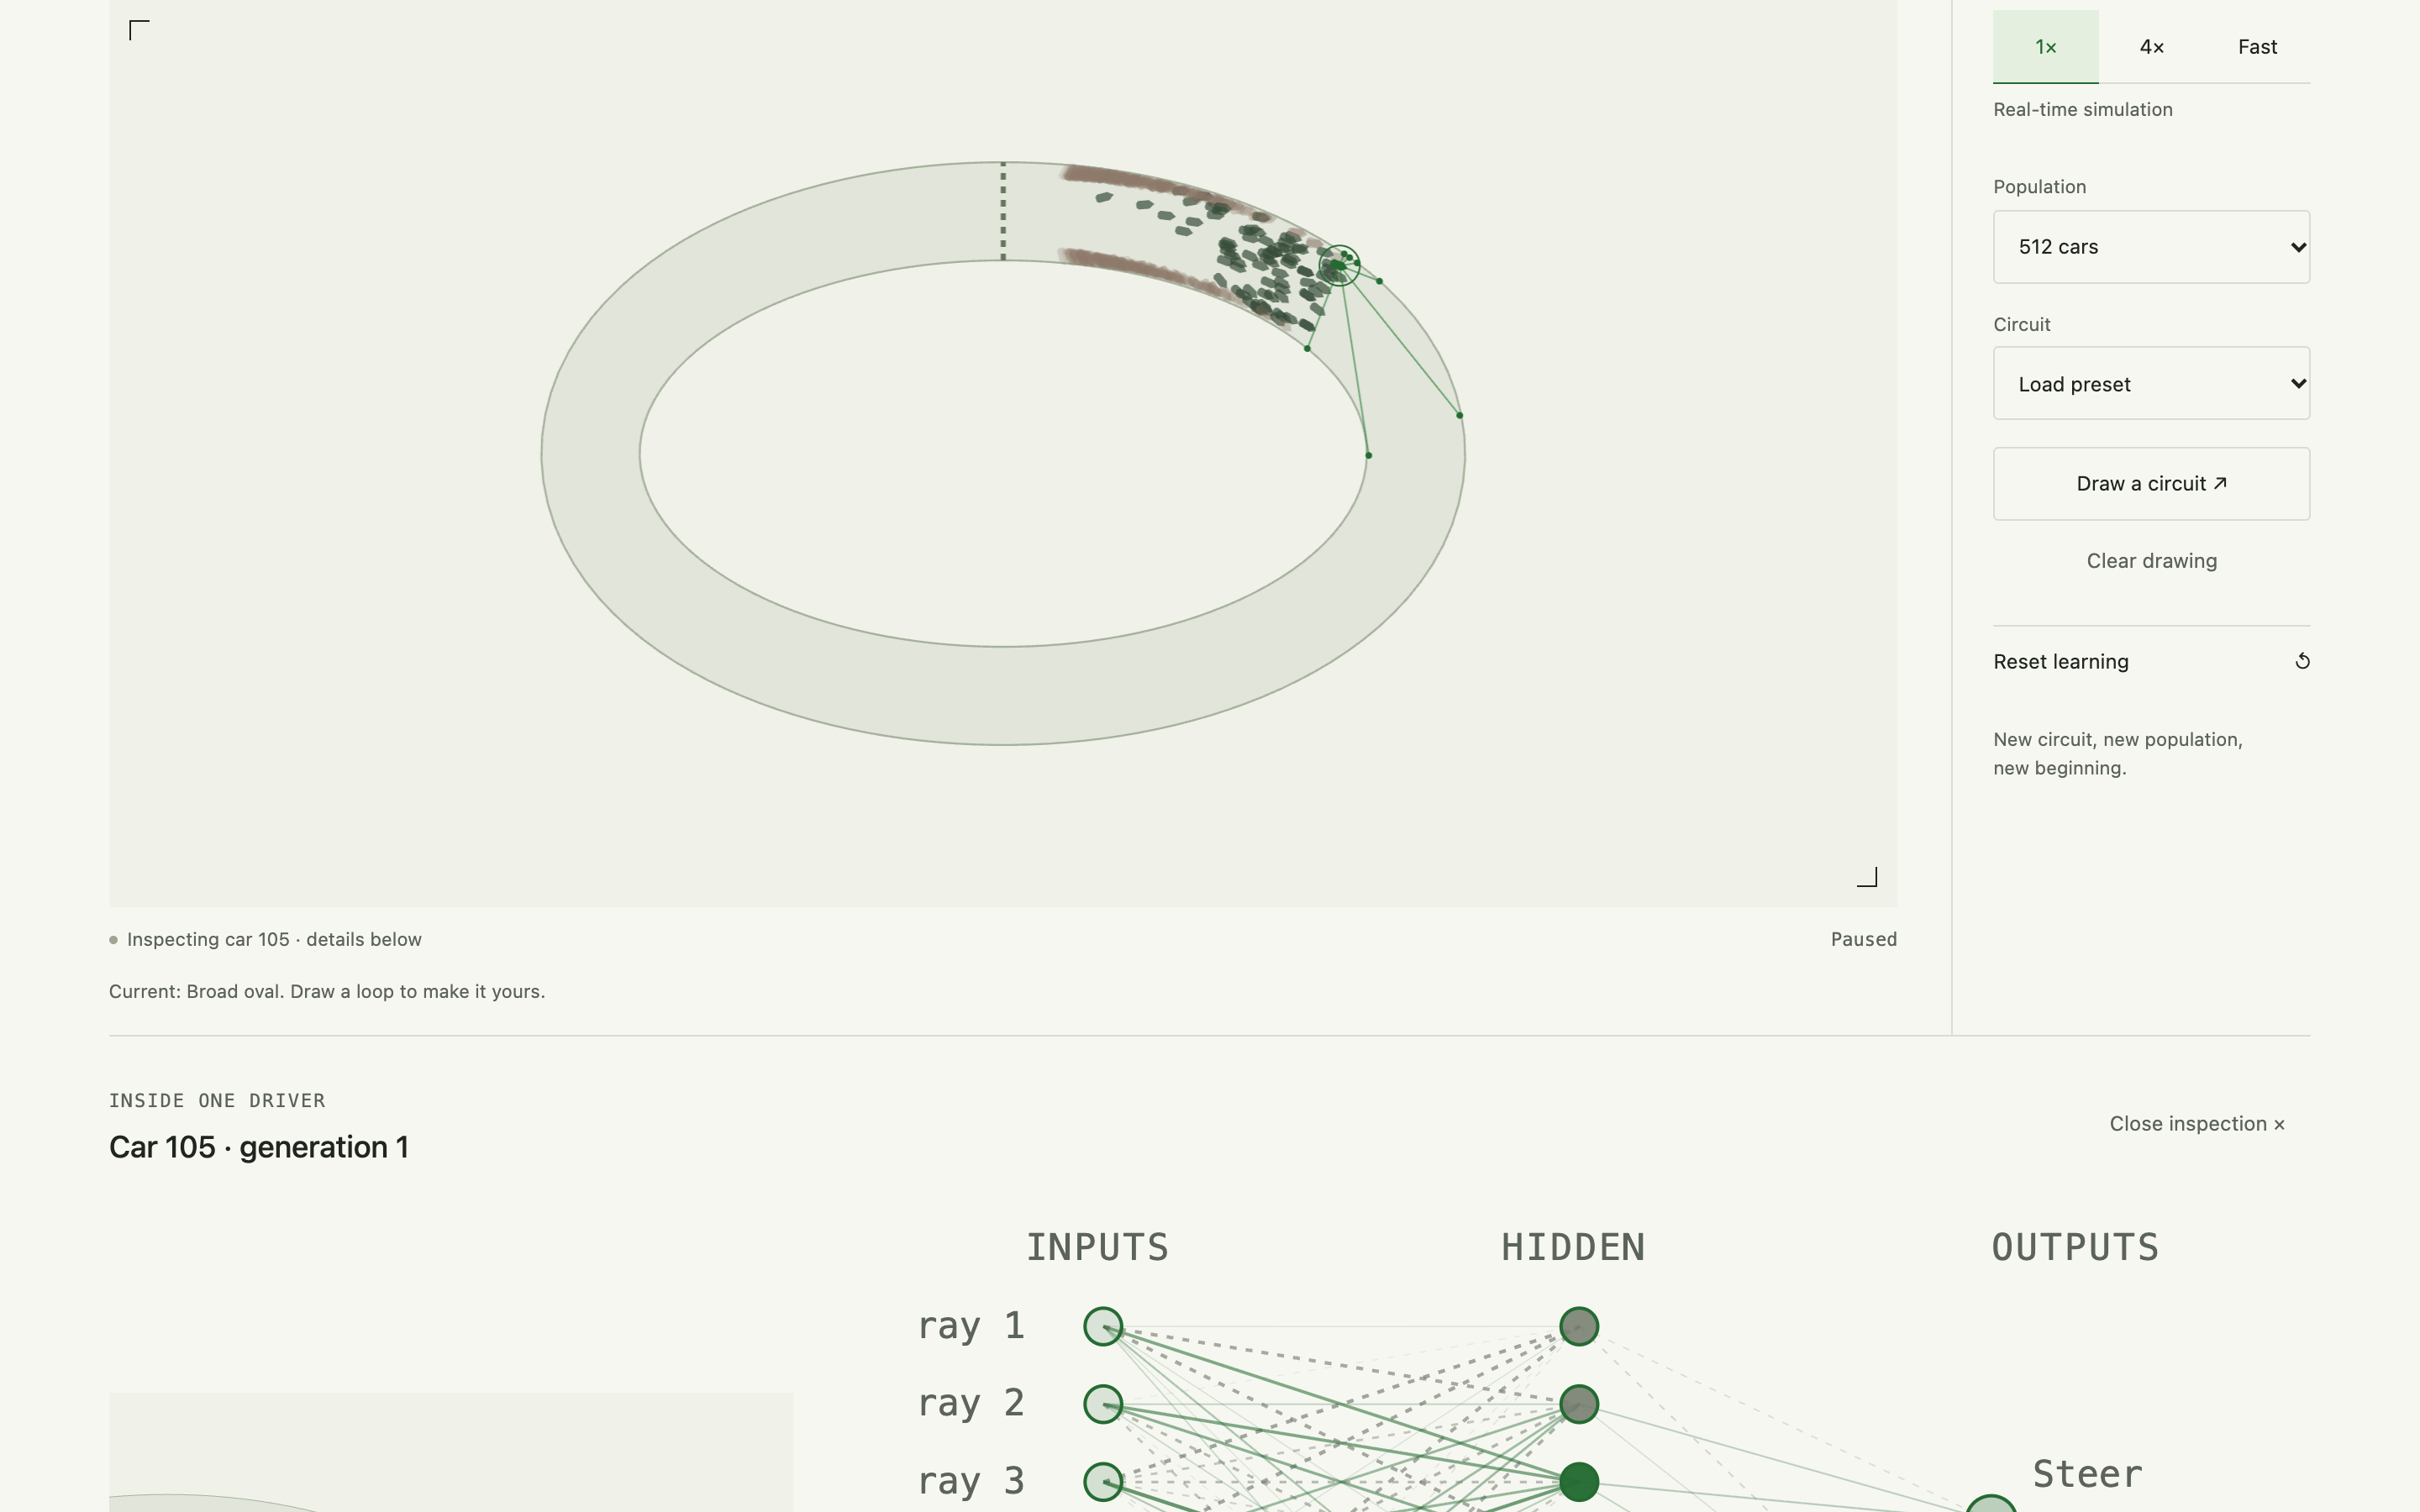 1×
4×
Fast
Real-time simulation
Population
512 cars
Circuit
Load preset
Draw a circuit ↗
Clear drawing
Reset learning
New circuit, new population,
new beginning.
Inspecting car 105 · details below
Paused
Current: Broad oval. Draw a loop to make it yours.
INSIDE ONE DRIVER
Car 105 · generation 1
Close inspection ×
INPUTS
HIDDEN
OUTPUTS
ray 1
ray 2
ray 3
Steer